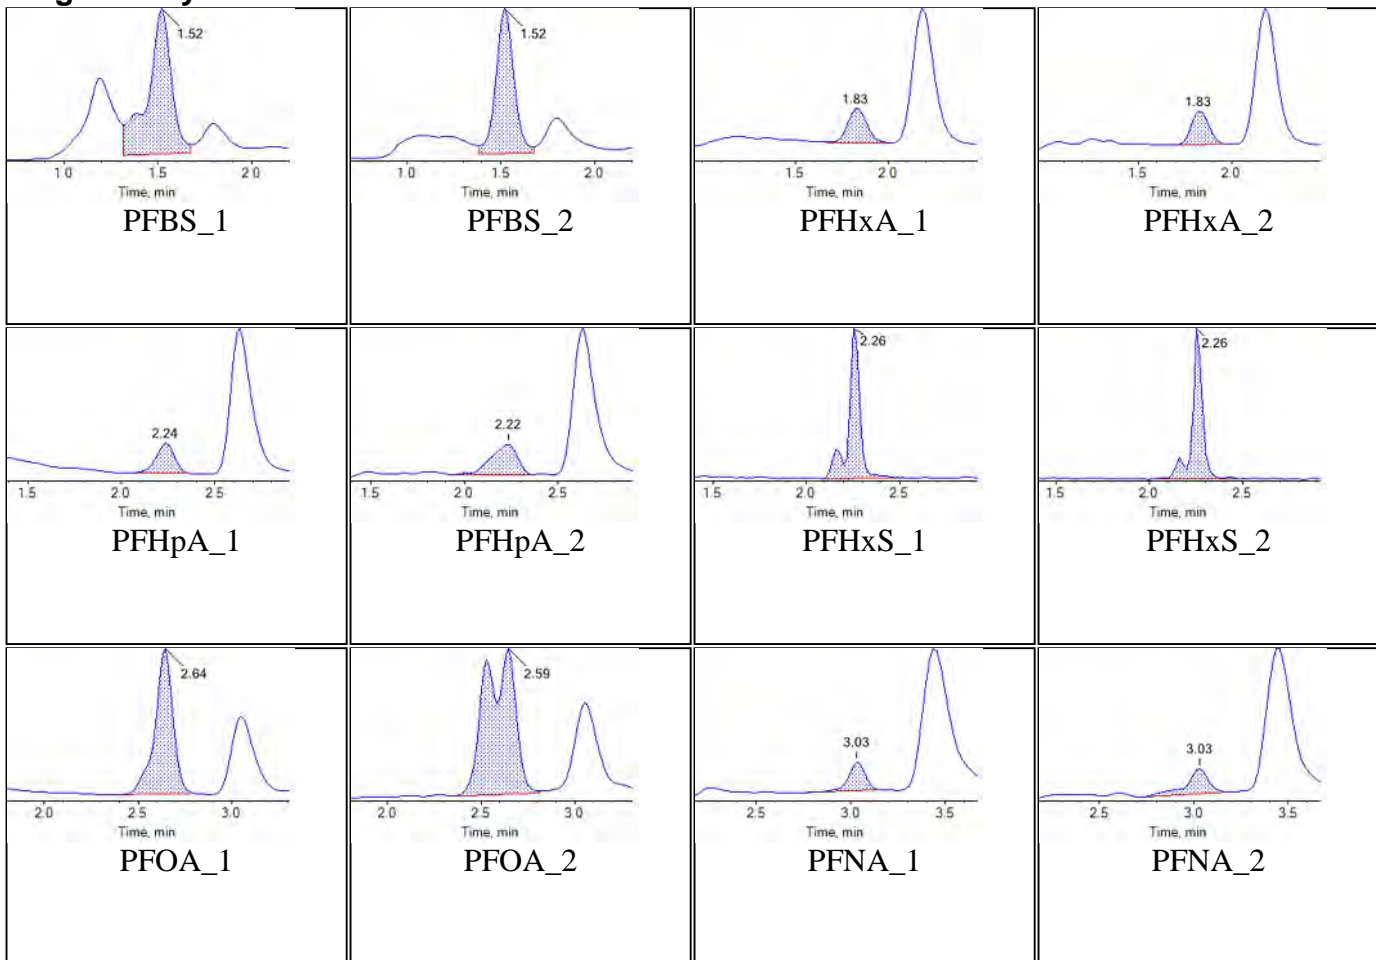 1.52
1.52
1.83
1.83
1.0 1.5 2.0
1.0 1.5 2.0
1.5 2.0
1.5 2.0
Time, min
Time, min
Time, min
Time, min
PFBS_1
PFBS_2
PFHxA_1
PFHxA_2
2.24
2.22
2.26
2.26
1.5 2.0 2.5
1.5 2.0 2.5
1.5 2.0 2.5
1.5 2.0 2.5
Time, min
Time, min
Time, min
Time, min
PFHpA_1
PFHpA_2
PFHxS_1
PFHxS_2
2.64
2.59
3.03
3.03
2.0 2.5 3.0
2.0 2.5 3.0
2.5 3.0 3.5
2.5 3.0 3.5
Time, min
Time, min
Time, min
Time, min
PFOA_1
PFOA_2
PFNA_1
PFNA_2